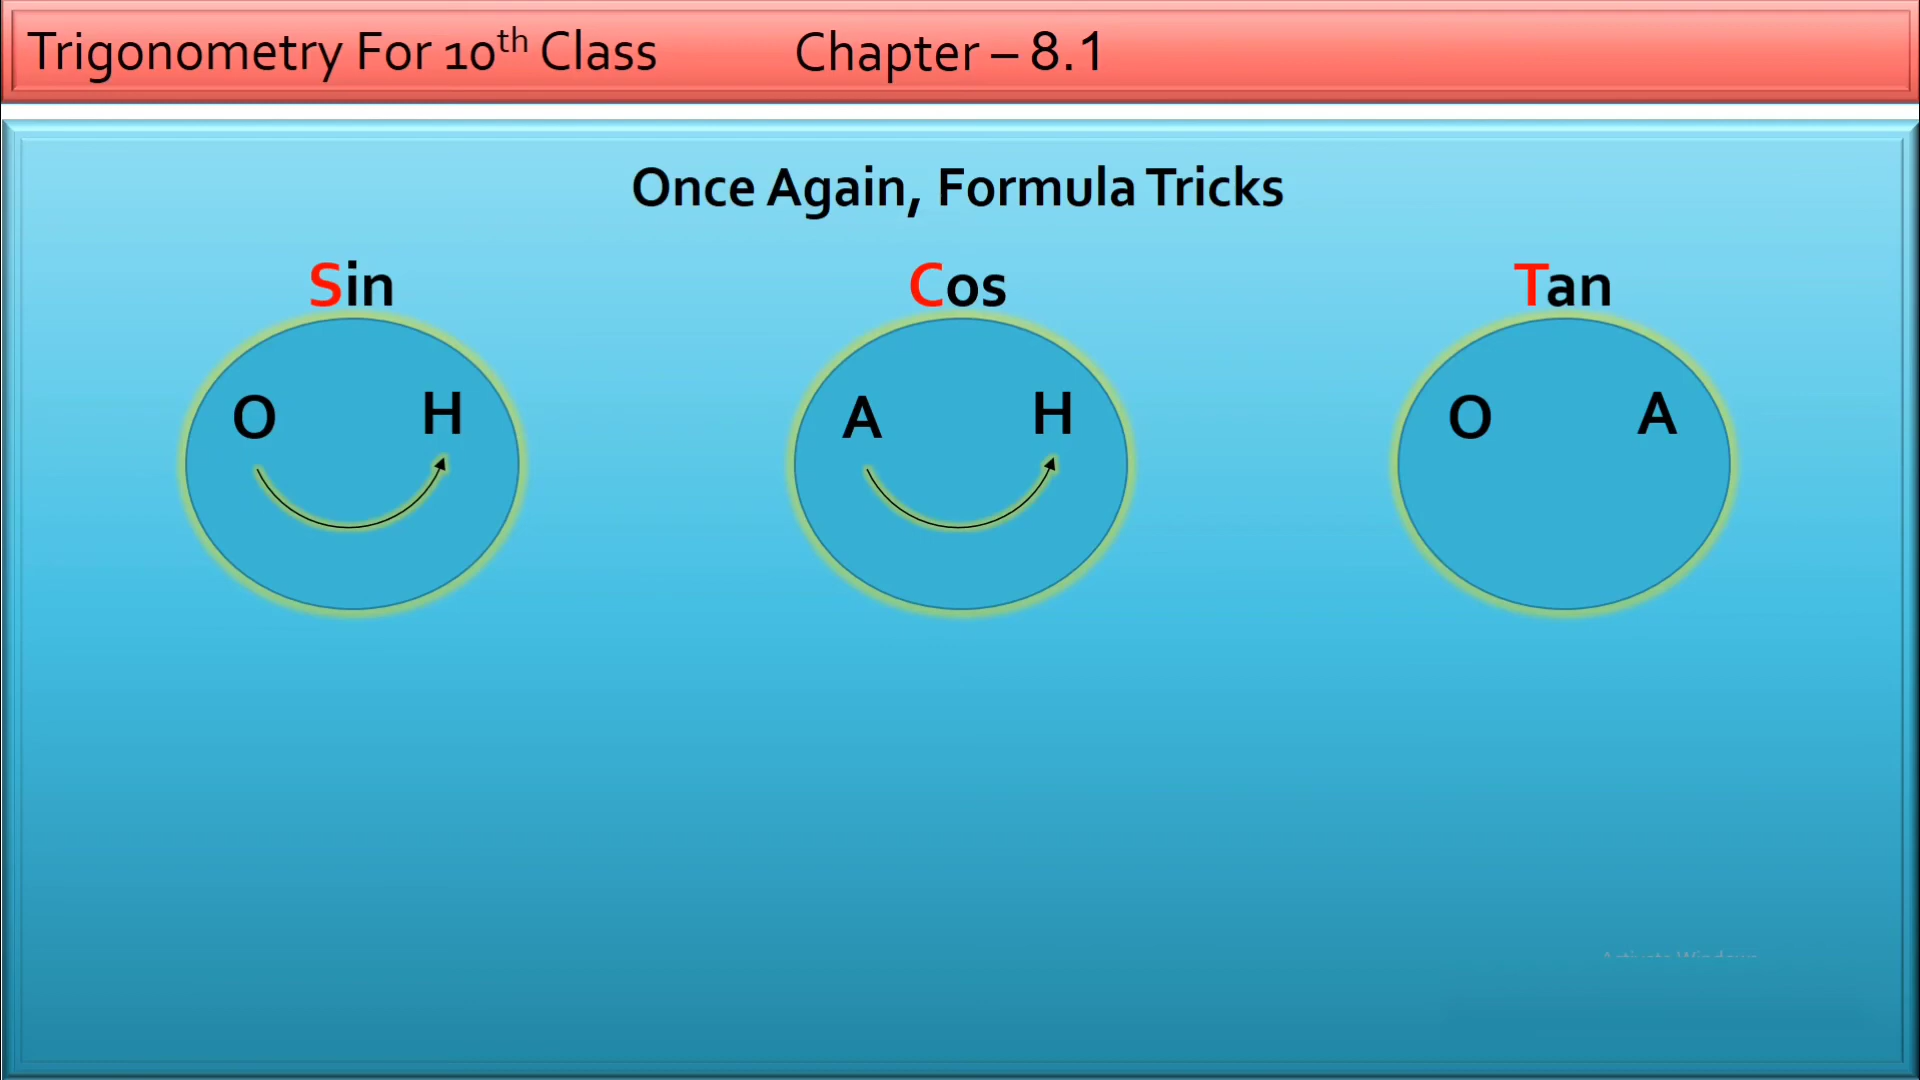 Trigonometry For 10th Class Chapter – 8.1
Once Again, Formula Tricks
Sin Cos Tan
O H A H O A